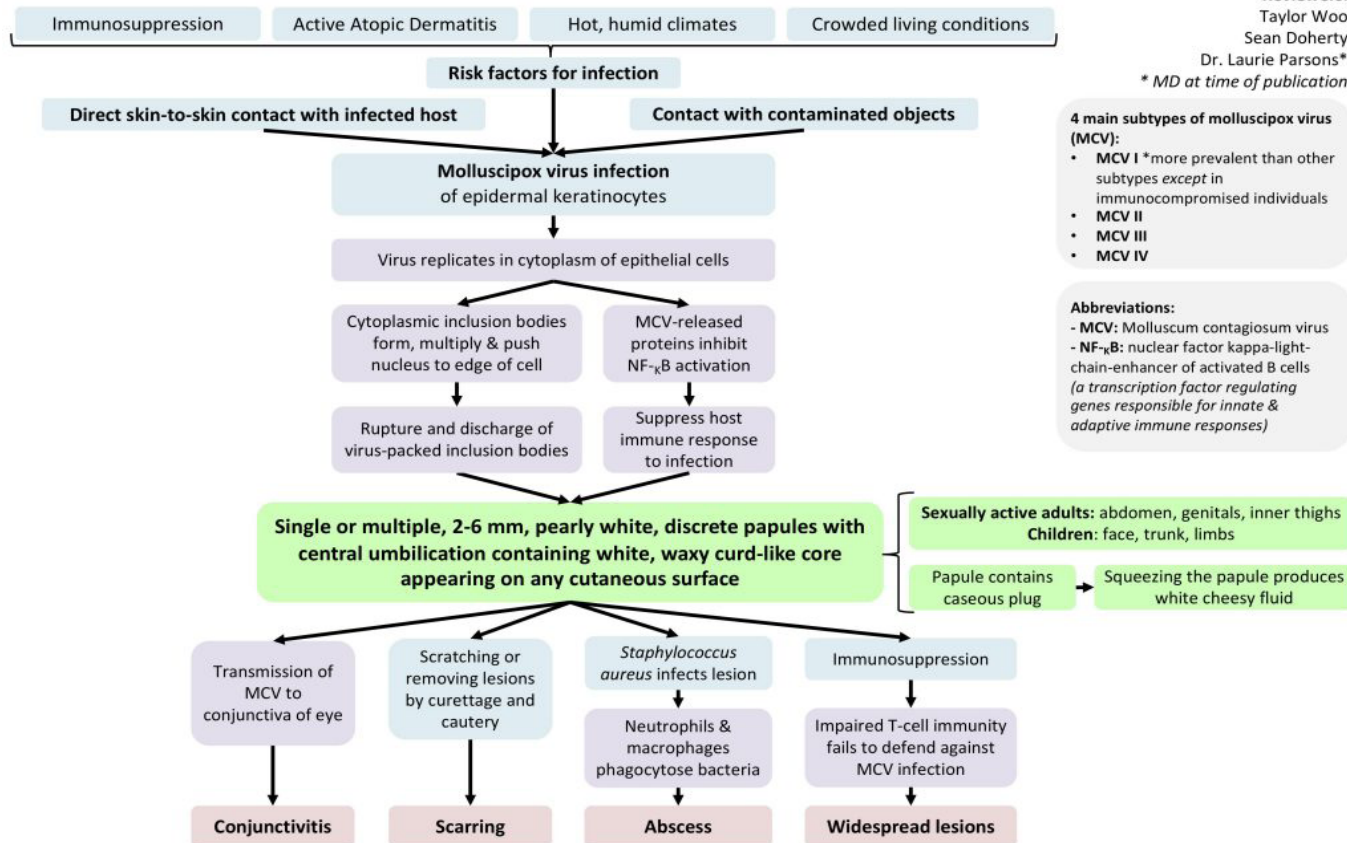 Immunosuppression
Active Atopic Dermatitis
Hot, humid climates
Crowded living conditions
Taylor Woo
Sean Doherty
Dr. Laurie Parsons*
* MD at time of publication
Risk factors for infection
Direct skin-to-skin contact with infected host
Contact with contaminated objects
Molluscipox virus infection
of epidermal keratinocytes
Virus replicates in cytoplasm of epithelial cells
Cytoplasmic inclusion bodies
form, multiply & push
nucleus to edge of cell
MCV-released
proteins inhibit
NF-κB activation
Rupture and discharge of
virus-packed inclusion bodies
Suppress host
immune response
to infection
4 main subtypes of molluscipox virus
(MCV):
• MCV I *more prevalent than other
subtypes except in
immunocompromised individuals
• MCV II
• MCV III
• MCV IV
Abbreviations:
- MCV: Molluscum contagiosum virus
- NF-κB: nuclear factor kappa-light-
chain-enhancer of activated B cells
(a transcription factor regulating
genes responsible for innate &
adaptive immune responses)
Single or multiple, 2-6 mm, pearly white, discrete papules with
central umbilication containing white, waxy curd-like core
appearing on any cutaneous surface
Sexually active adults: abdomen, genitals, inner thighs
Children: face, trunk, limbs
Papule contains
caseous plug
Squeezing the papule produces
white cheesy fluid
Transmission of
MCV to
conjunctiva of eye
Scratching or
removing lesions
by curettage and
cautery
Staphylococcus
aureus infects lesion
Immunosuppression
Neutrophils &
macrophages
phagocytose bacteria
Impaired T-cell immunity
fails to defend against
MCV infection
Conjunctivitis
Scarring
Abscess
Widespread lesions